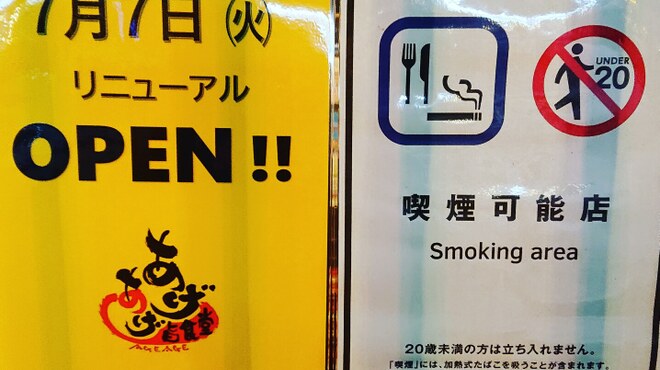 7月7日(火)
リニューアル
OPEN!!
あげ
あげ
食堂
AGEAGE
UNDER
20
喫煙可能店
Smoking area
20歳未満の方は立ち入れません。
「喫煙」には、加熱式たばこを吸うことが含まれます。